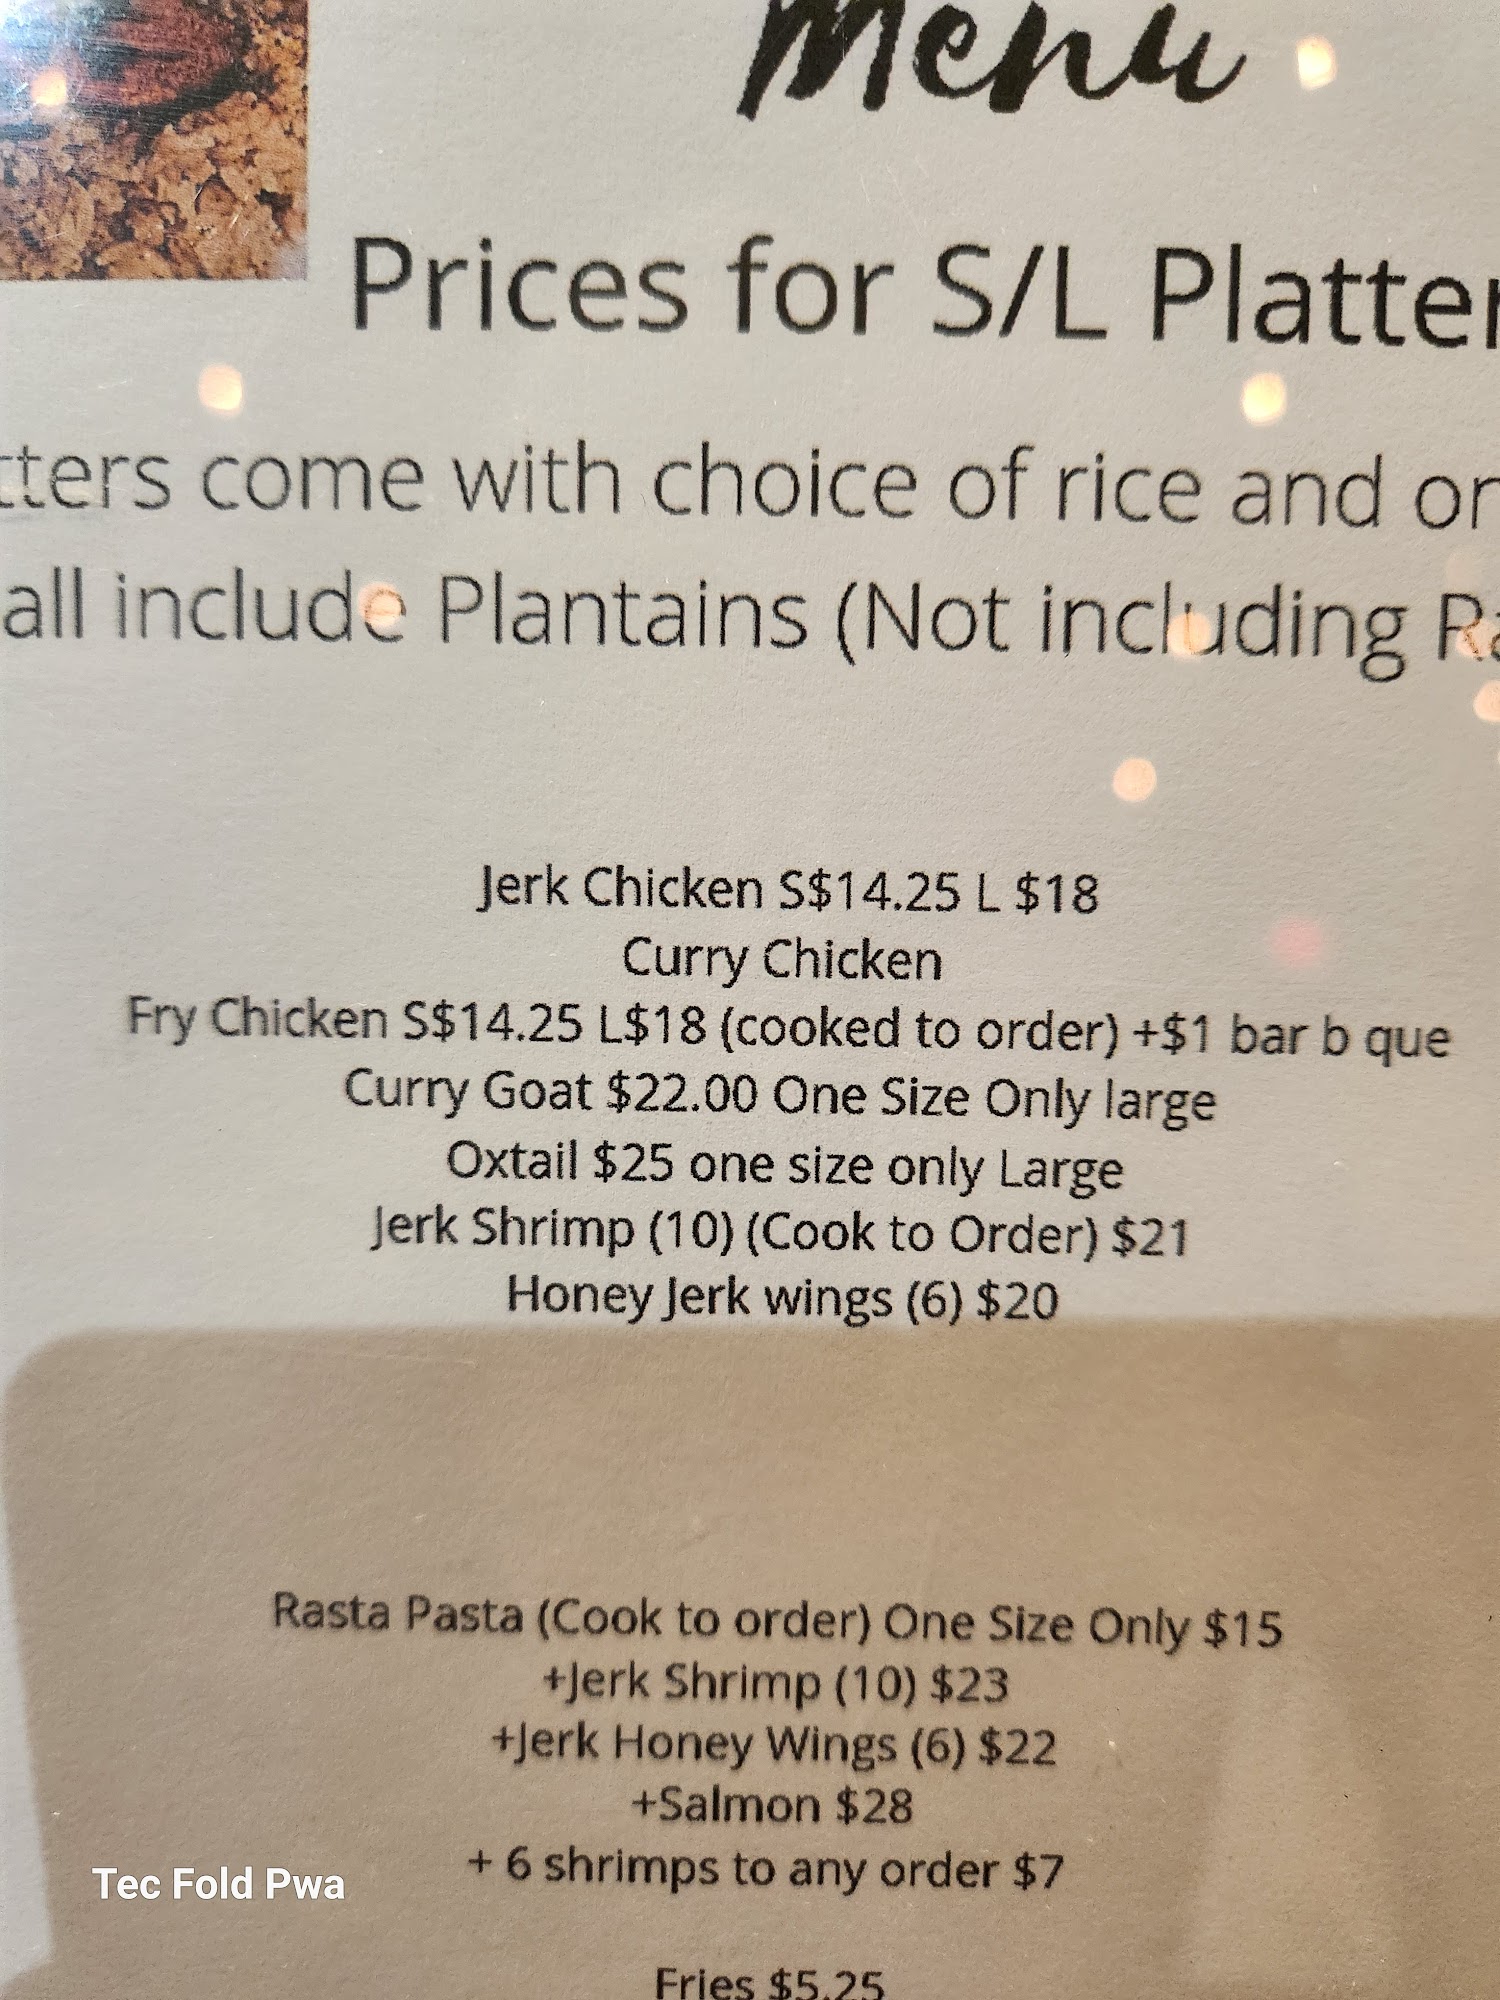 Menu
Prices for S/L Platter
come with choice of rice and
all include Plantains (Not including
Jerk Chicken S$14.25 L $18
Curry Chicken
Fry Chicken S$14.25 L$18 (cooked to order) +$1 bar b que
Curry Goat $22.00 One Size Only large
Oxtail $25 one size only Large
Jerk Shrimp (10) (Cook to Order) $21
Honey Jerk wings (6) $20
Rasta Pasta (Cook to order) One Size Only $15
+Jerk Shrimp (10) $23
+Jerk Honey Wings (6) $22
+Salmon $28
+ 6 shrimps to any order $7
Tec Fold Pwa
Fries $5.25